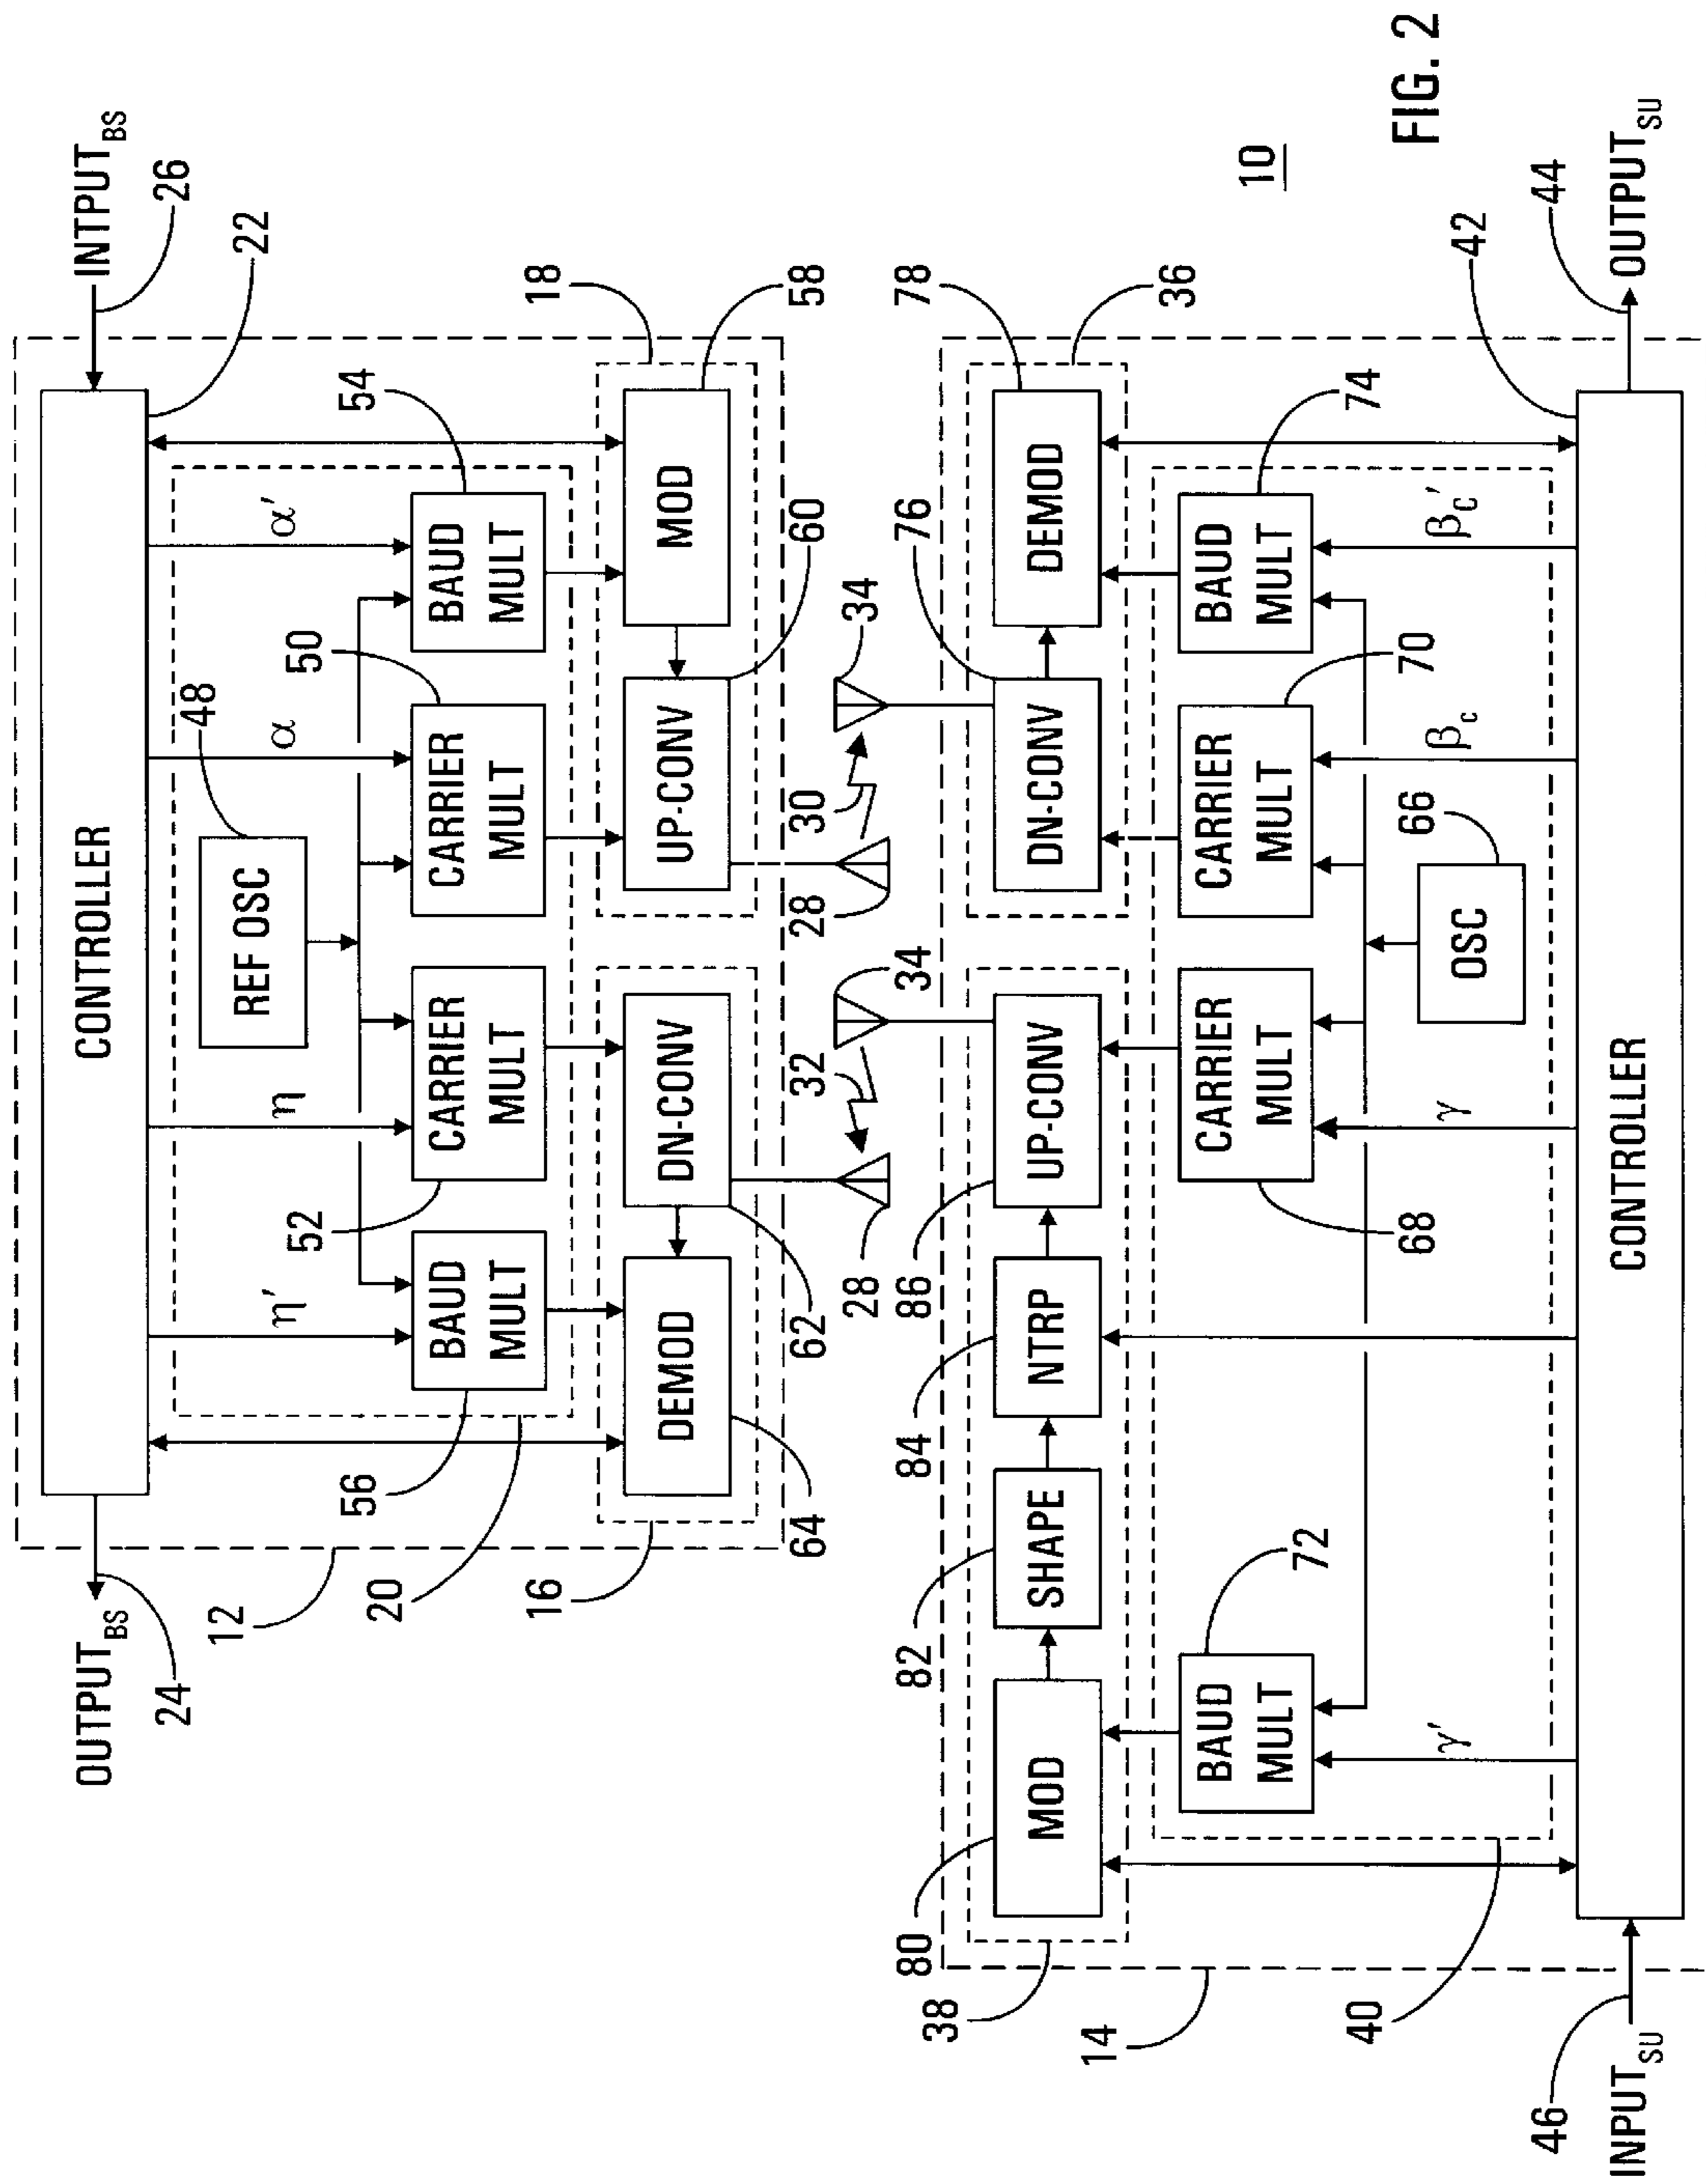 OUTPUT_BS
24
12
20
16
INTPUT_BS
26
22
CONTROLLER
η'
η
α
α'
REF OSC
48
56
52
50
54
BAUD MULT
CARRIER MULT
CARRIER MULT
BAUD MULT
18
DEMOD
DN-CONV
UP-CONV
MOD
64
62
60
58
28
32
34
28
30
34
10
38
80
82
84
86
76
78
MOD
SHAPE
NTRP
UP-CONV
DN-CONV
DEMOD
36
14
72
BAUD MULT
CARRIER MULT
CARRIER MULT
BAUD MULT
74
68
70
40
γ'
γ
OSC
66
β_c
β_c'
42
CONTROLLER
46
INPUT_SU
44
OUTPUT_SU
FIG. 2